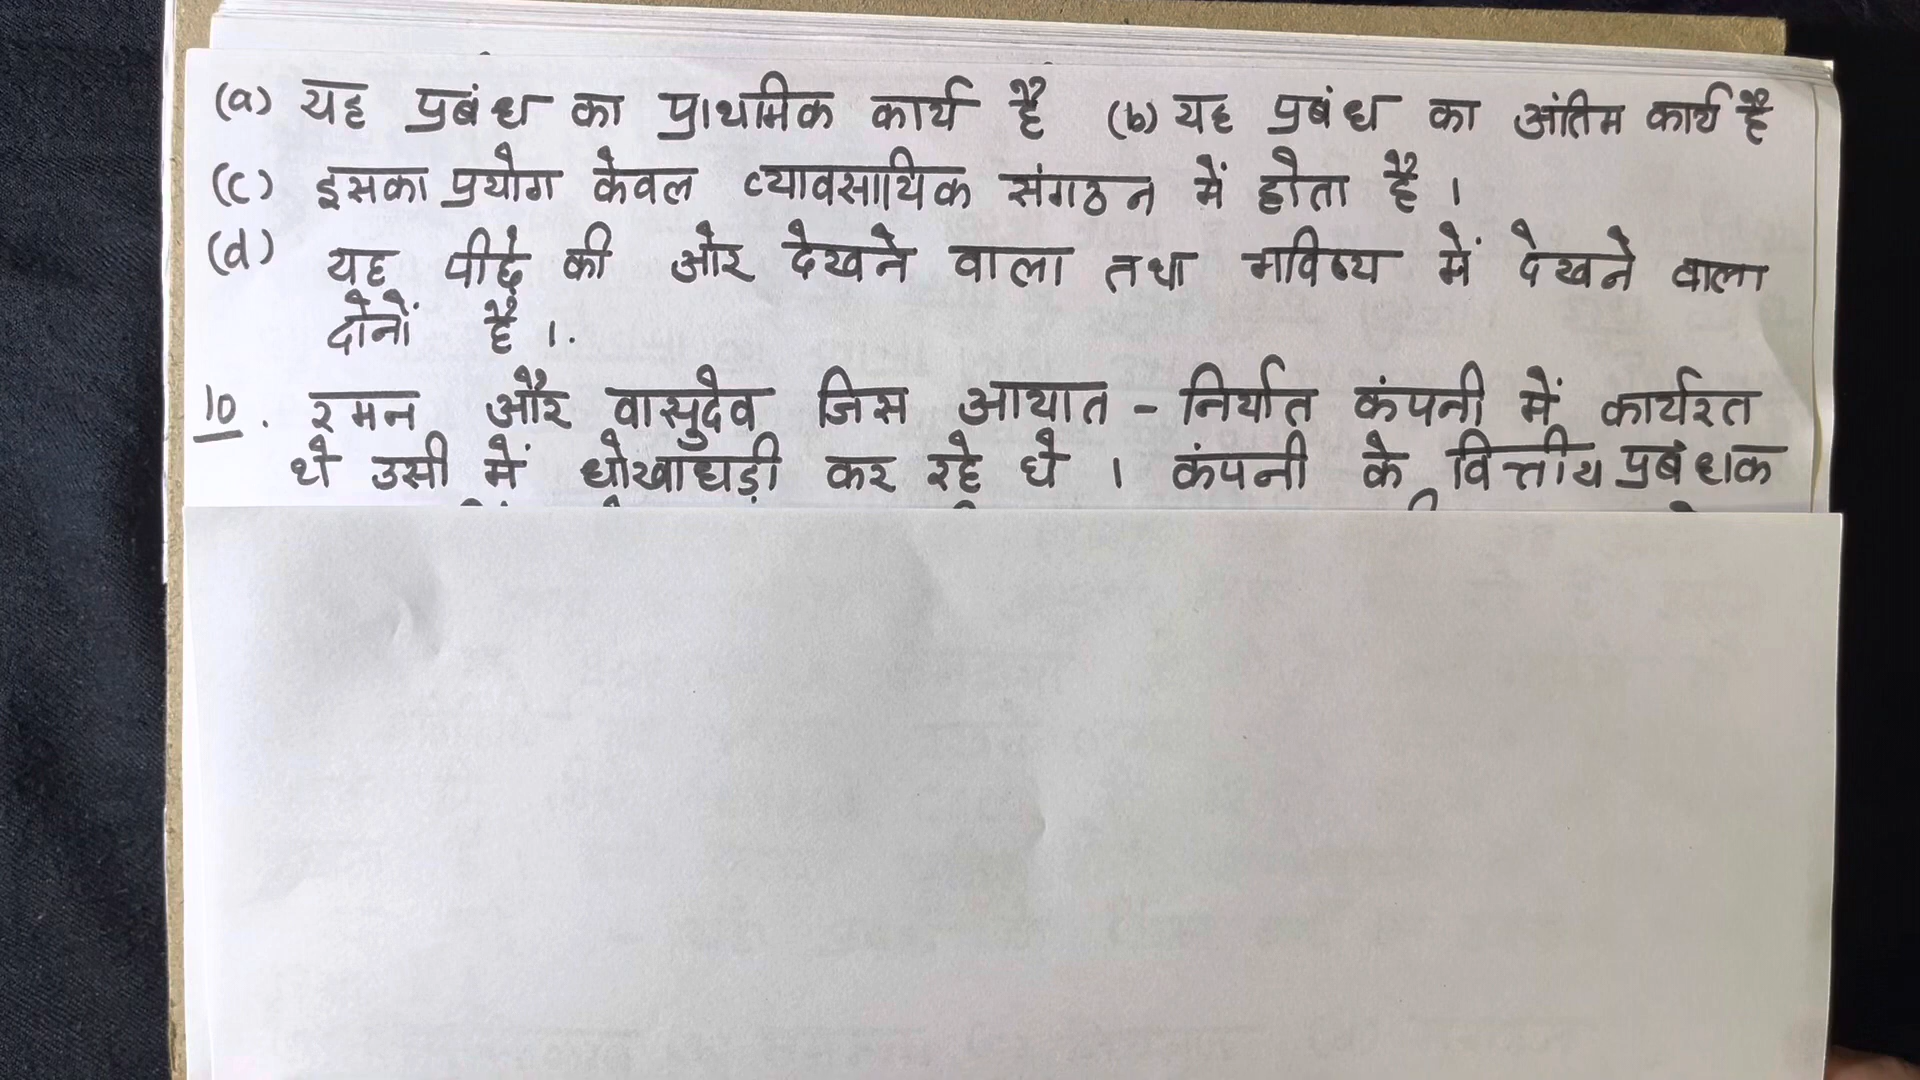 (a) यह प्रबंध का प्राथमिक कार्य है (b) यह प्रबंध का अंतिम कार्य है
(c) इसका प्रयोग केवल व्यावसायिक संगठन में होता है ।
(d) यह पीछे की ओर देखने वाला तथा भविष्य में देखने वाला
दोनों है ।.
10. रमन और वासुदेव जिस आयात - निर्यात कंपनी में कार्यरत
थे उसी में धोखाधड़ी कर रहे थे । कंपनी के वित्तीय प्रबंधक